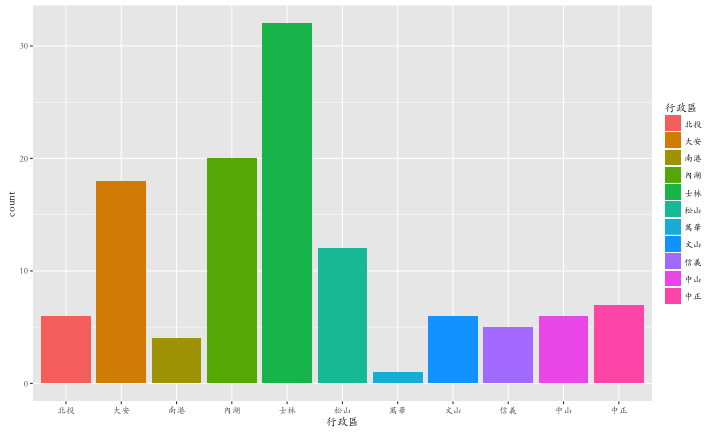 30
20
10
0
count
北投 大安 南港 內湖 士林 松山 萬華 文山 信義 中山 中正
行政區
行政區
北投
大安
南港
內湖
士林
松山
萬華
文山
信義
中山
中正